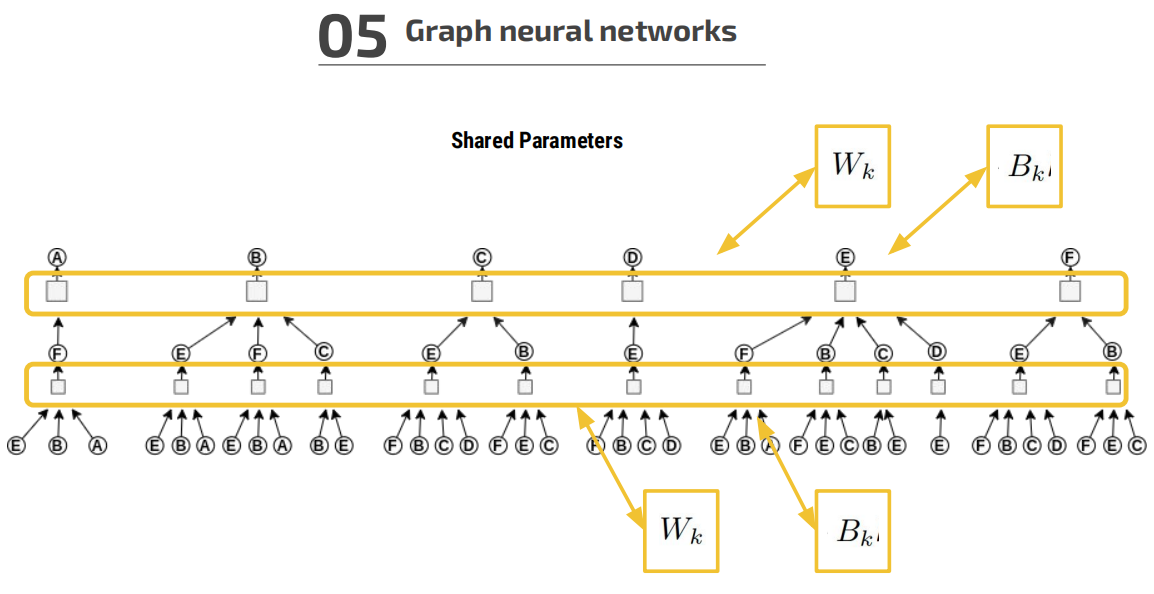 05 Graph neural networks
Shared Parameters
W_k B_k
A B C D E F
F E F C E B E F B C D E B
E B A E B A E B A B E F B C D F E C F B C D E B A F E C B E E F B C D F E C
W_k B_k